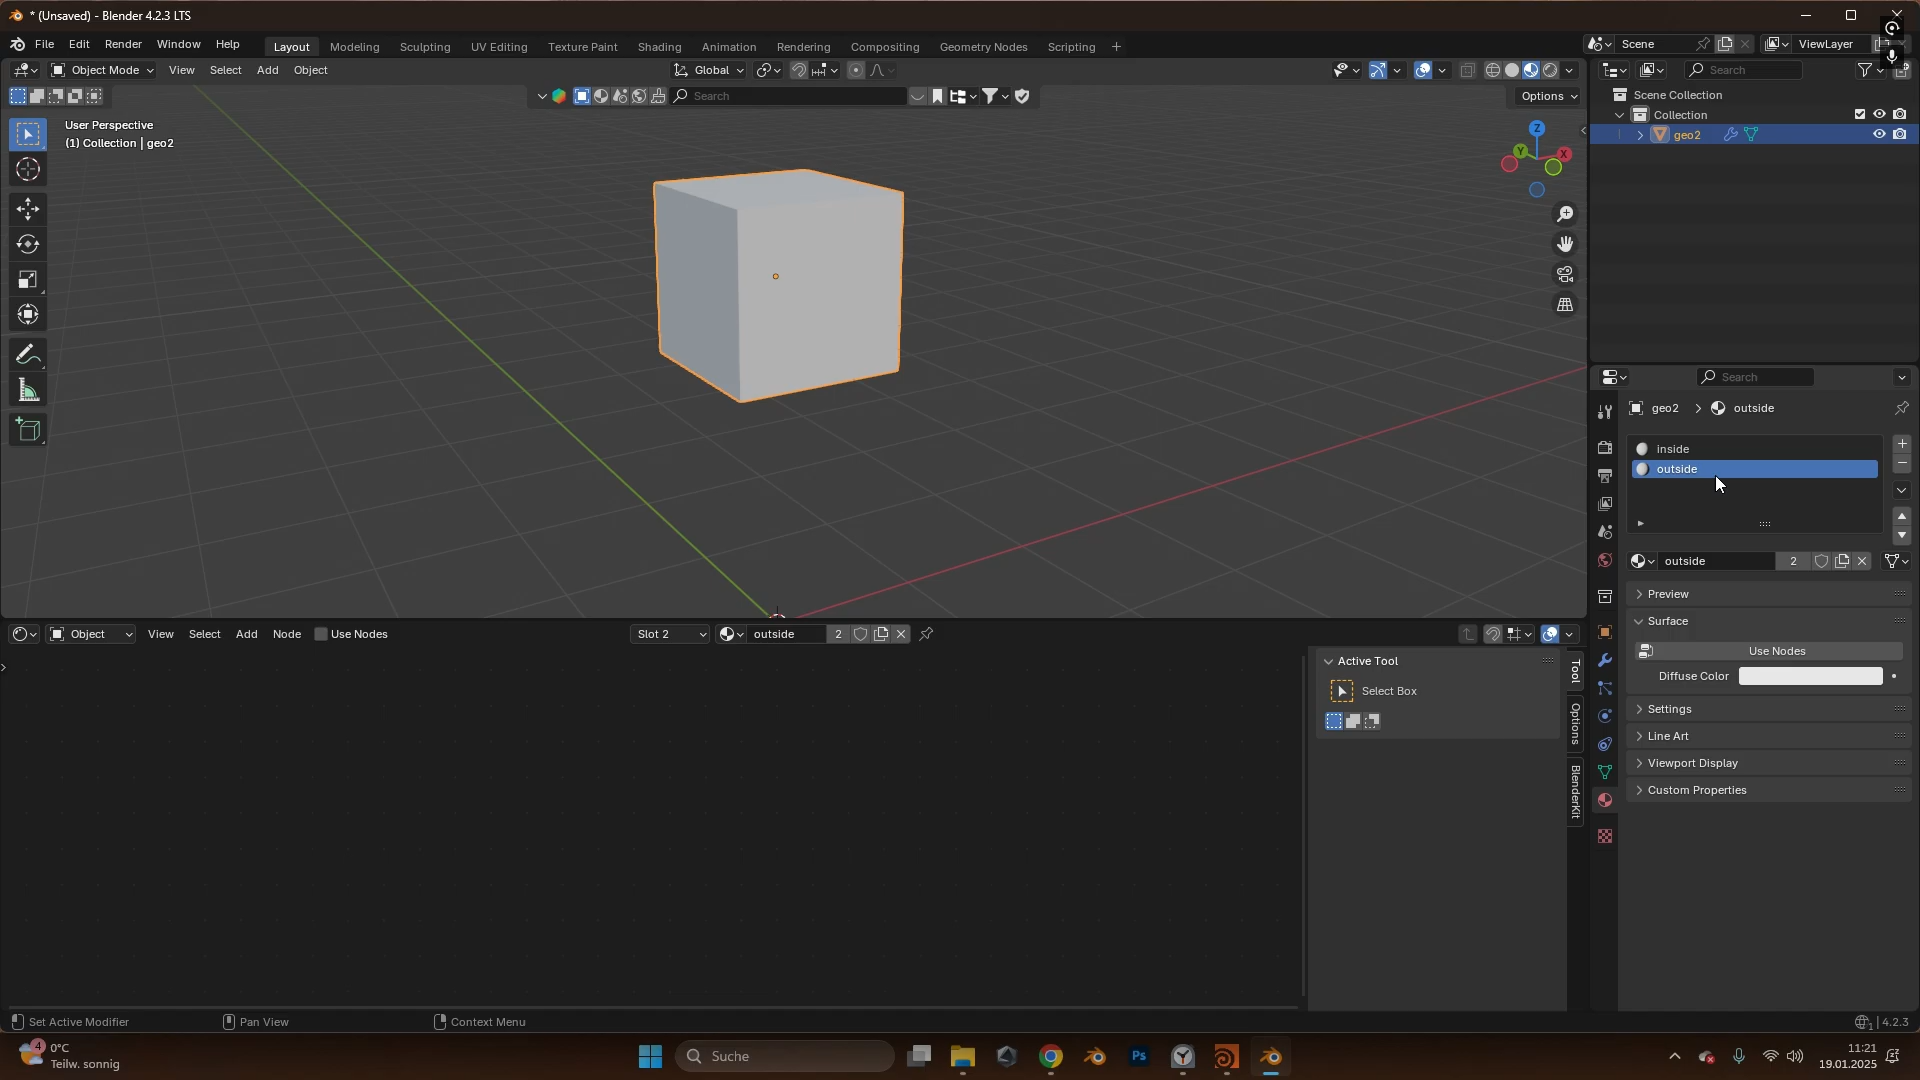 * (Unsaved) - Blender 4.2.3 LTS
File Edit Render Window Help Layout Modeling Sculpting UV Editing Texture Paint Shading Animation Rendering Compositing Geometry Nodes Scripting + Scene ViewLayer
Object Mode View Select Add Object Global Search
Search Options
User Perspective
(1) Collection | geo2
Z
Y X
Scene Collection
Collection
geo2
Search
geo2 > outside
inside
outside
outside 2
Preview
Surface
Use Nodes
Diffuse Color
Settings
Line Art
Viewport Display
Custom Properties
Object View Select Add Node Use Nodes Slot 2 outside 2
Active Tool
Select Box
Tool
Options
BlenderKit
Set Active Modifier Pan View Context Menu 1 4.2.3
4 0°C
Teilw. sonnig
Suche
Ps
11:21
19.01.2025